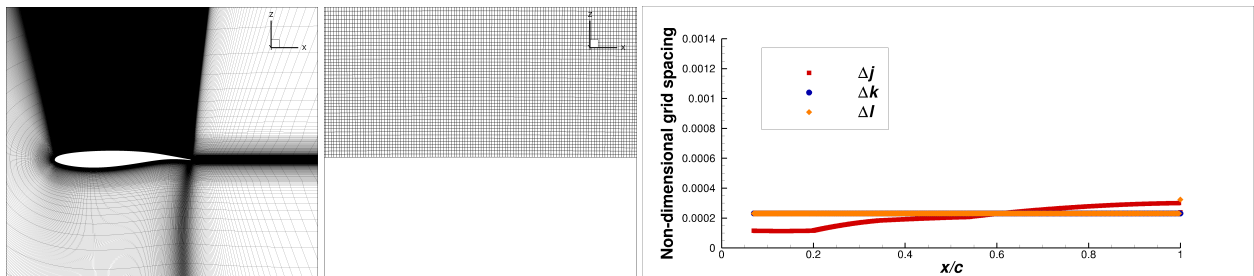 z
x
z
x
Non-dimensional grid spacing
0.0014
0.0012
0.001
0.0008
0.0006
0.0004
0.0002
0
Δj
Δk
Δl
0
0.2
0.4
0.6
0.8
1
x/c